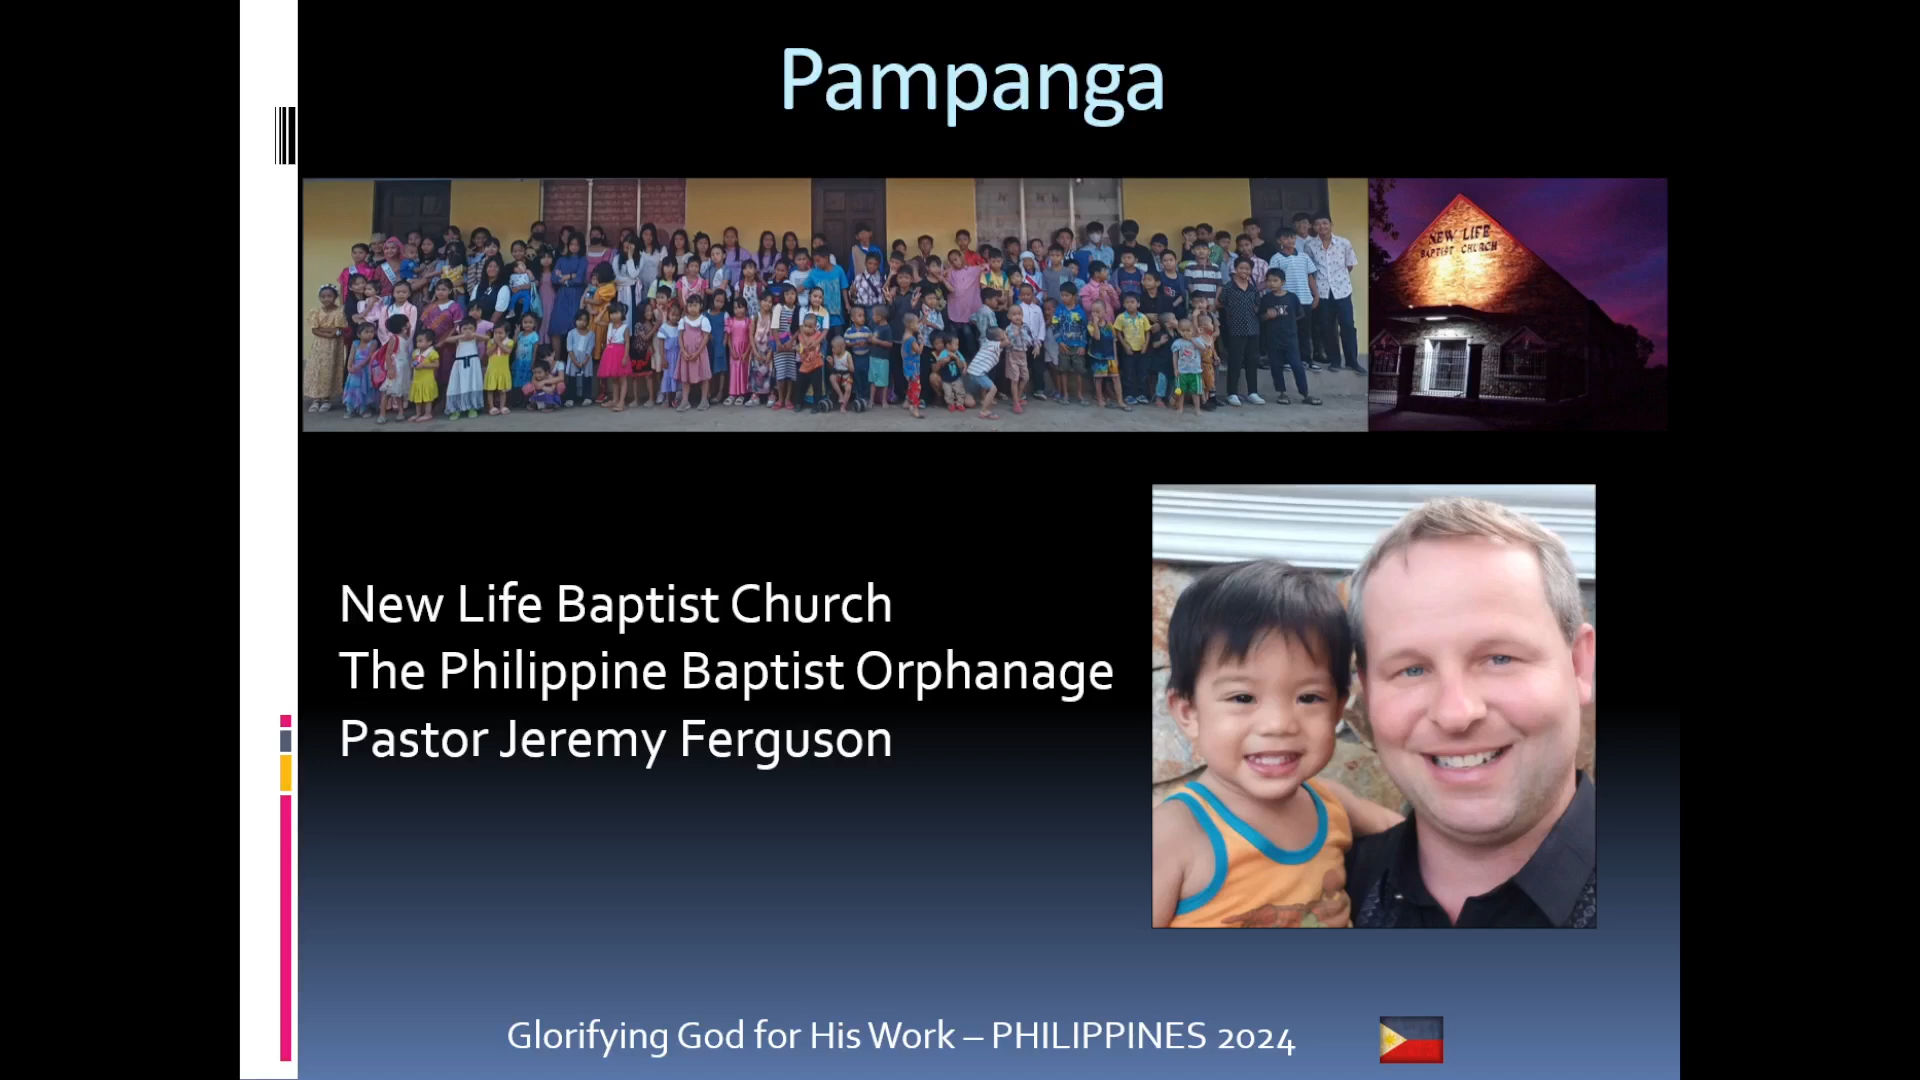 Pampanga
NEW LIFE
BAPTIST CHURCH
New Life Baptist Church
The Philippine Baptist Orphanage
Pastor Jeremy Ferguson
Glorifying God for His Work – PHILIPPINES 2024